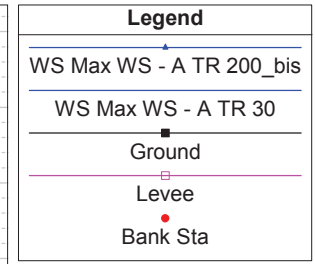 Legend
WS Max WS - A TR 200_bis
WS Max WS - A TR 30
Ground
Levee
Bank Sta